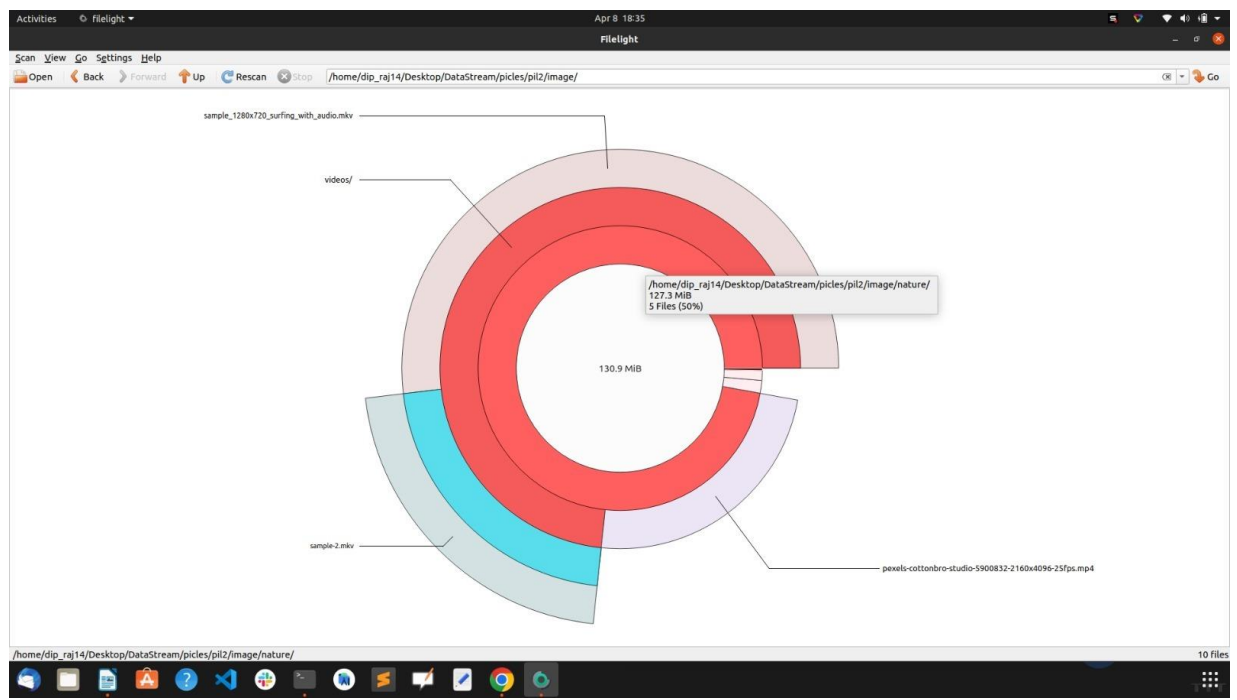 Activities filelight Apr 8 18:35
Filelight
Scan View Go Settings Help
Open Back Forward Up Rescan Stop /home/dip_raj14/Desktop/DataStream/picles/pil2/image/ Go
sample_1280x720_surfing_with_audio.mkv
videos/
/home/dip_raj14/Desktop/DataStream/picles/pil2/image/nature/
127.3 MiB
5 Files (50%)
130.9 MiB
sample-2.mkv
pexels-cottonbro-studio-5900832-2160x4096-25fps.mp4
/home/dip_raj14/Desktop/DataStream/picles/pil2/image/nature/ 10 files